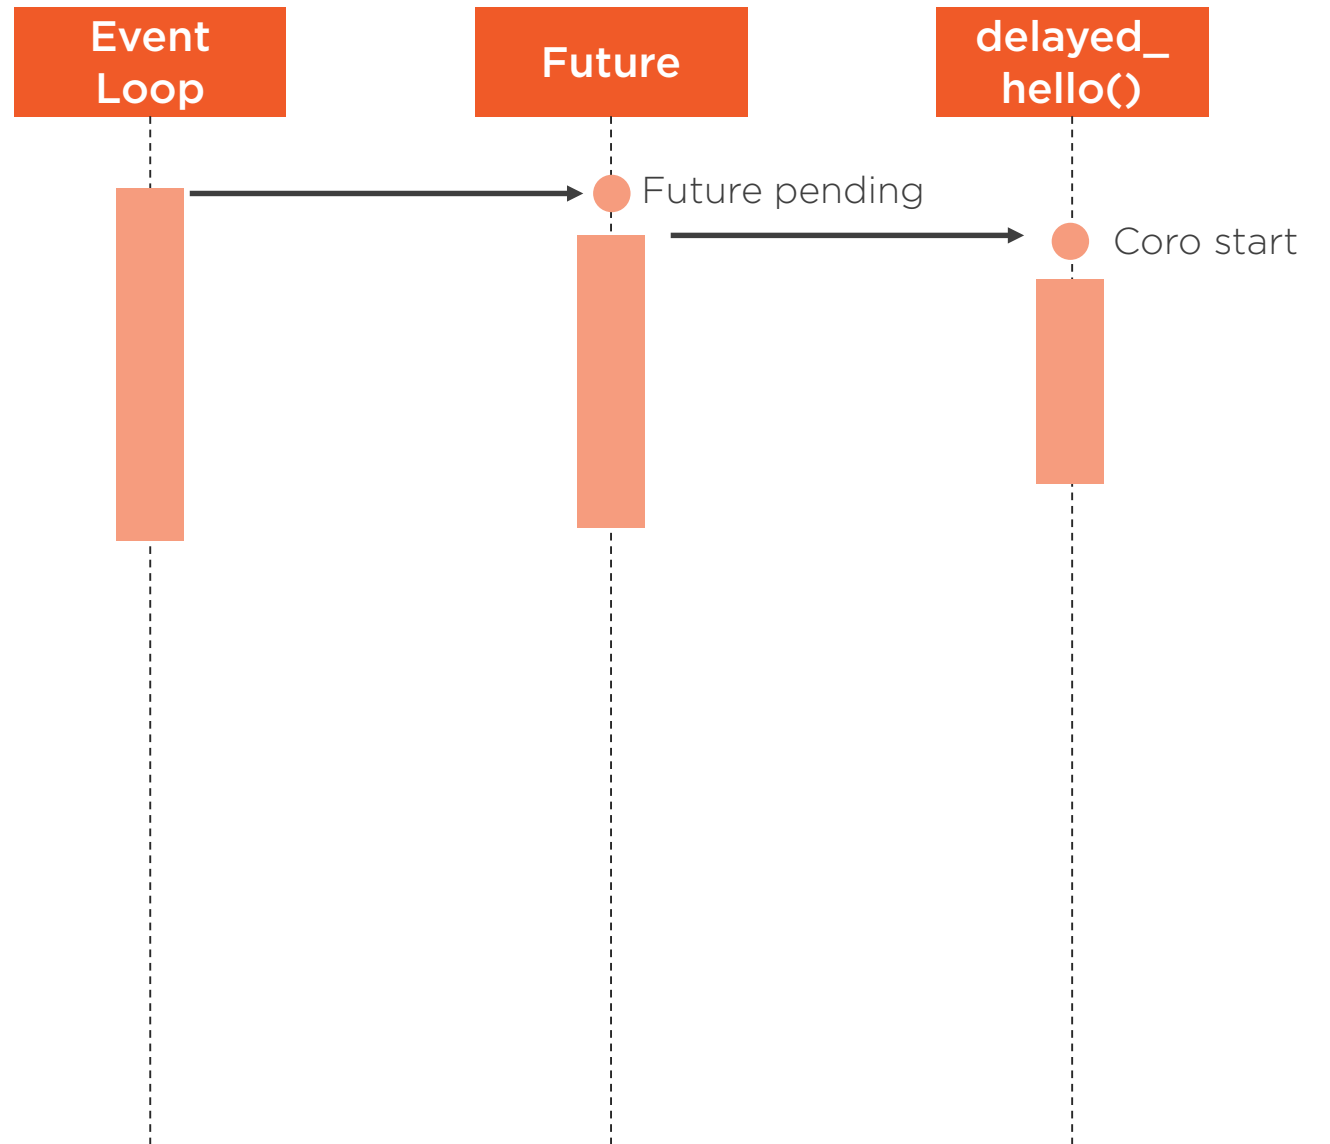 Event
Loop
Future
delayed_
hello()
Future pending
Coro start